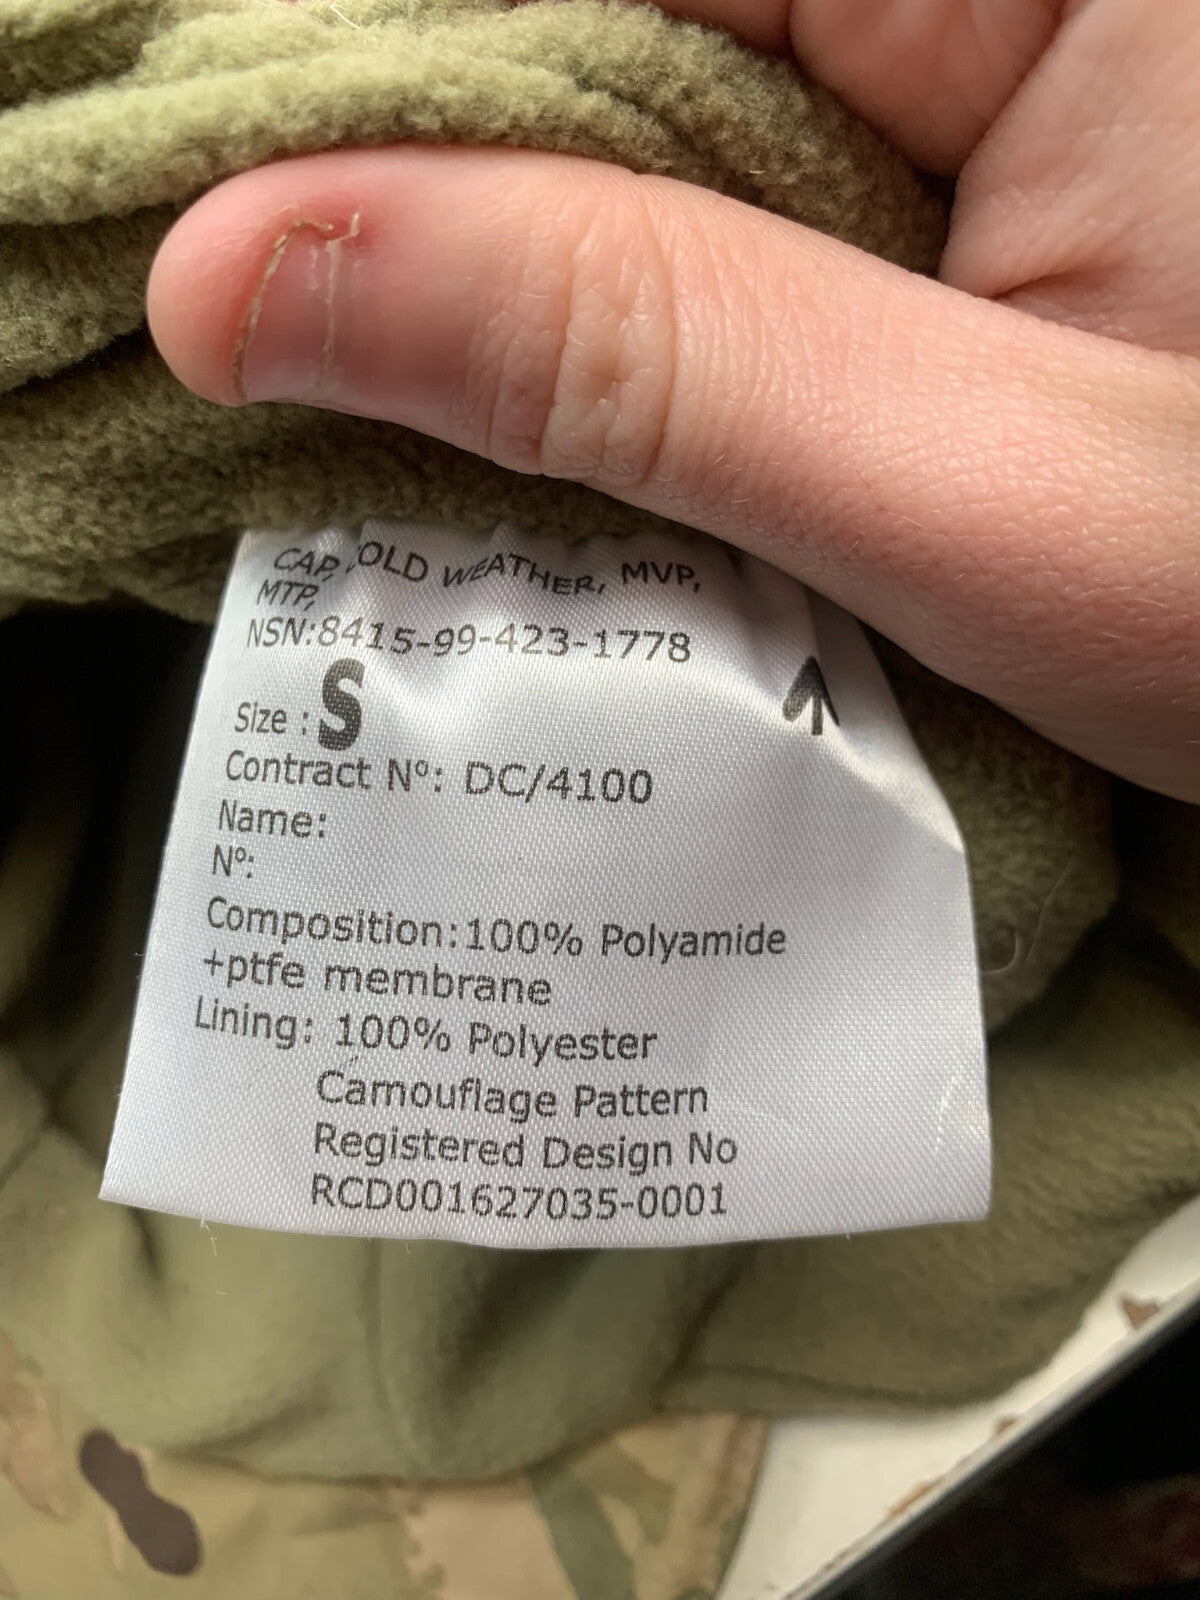 CAP, COLD WEATHER, MVP,
MTP,
NSN:8415-99-423-1778
Size : S
Contract Nº: DC/4100
Name:
Nº:
Composition:100% Polyamide
+ptfe membrane
Lining: 100% Polyester
Camouflage Pattern
Registered Design No
RCD001627035-0001